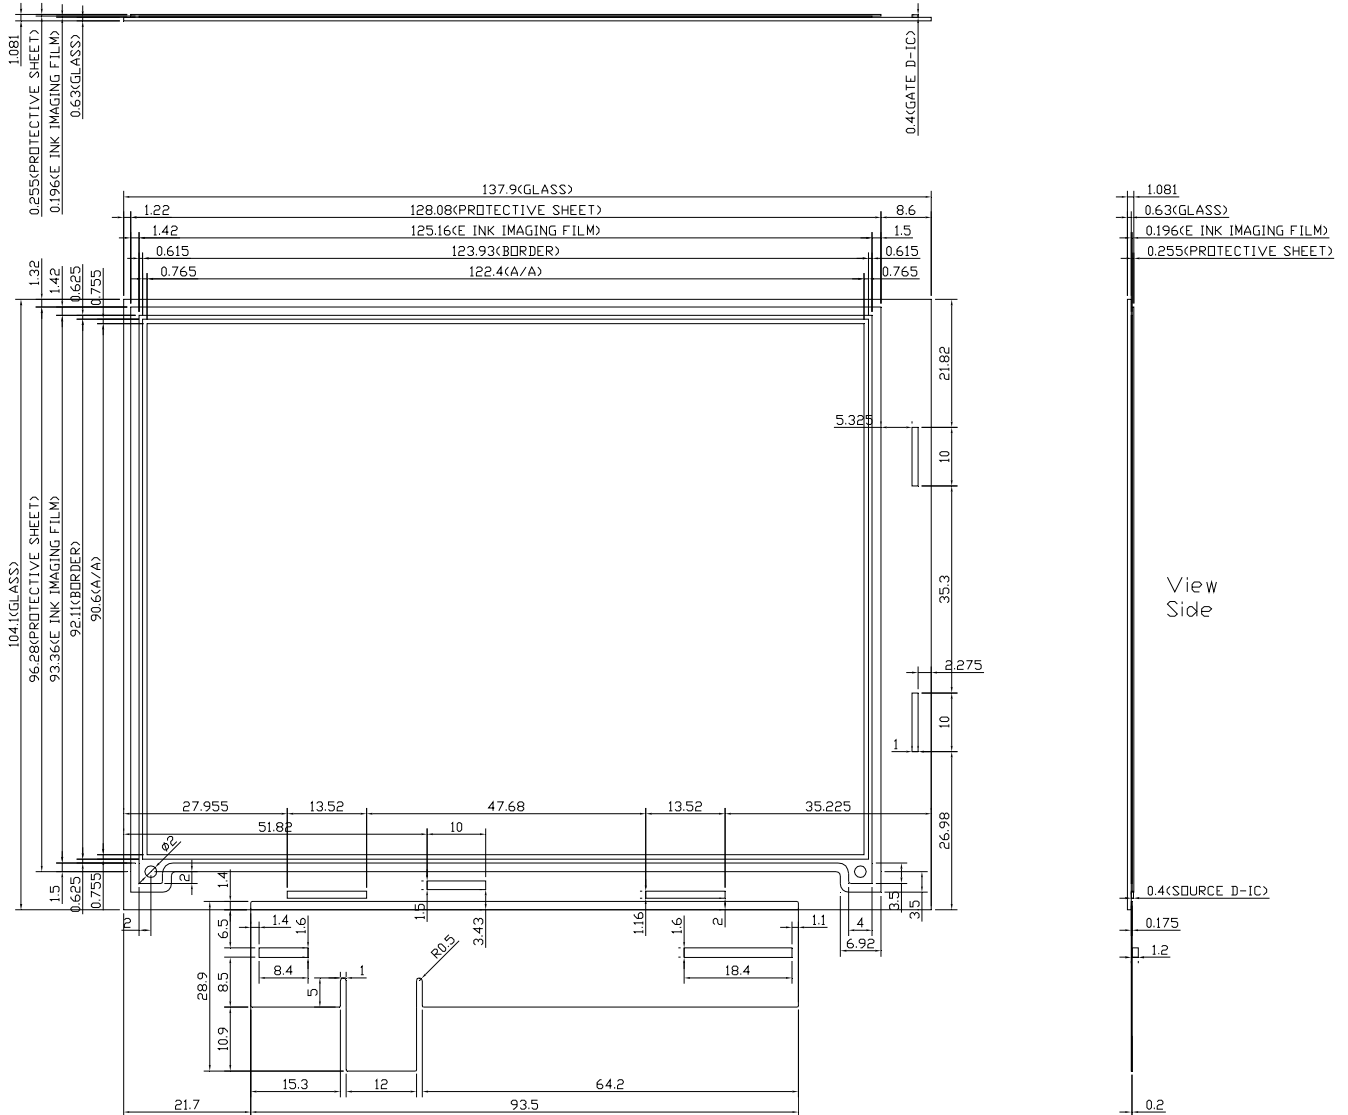 1.081
0.255(PROTECTIVE SHEET)
0.196(E INK IMAGING FILM)
0.63(GLASS)
0.4(GATE D-IC)
137.9(GLASS)
1.22
128.08(PROTECTIVE SHEET)
8.6
1.42
125.16(E INK IMAGING FILM)
1.5
0.615
123.93(BORDER)
0.615
0.765
122.4(A/A)
0.765
1.32
1.42
0.625
0.755
1.081
0.63(GLASS)
0.196(E INK IMAGING FILM)
0.255(PROTECTIVE SHEET)
104.1(GLASS)
96.28(PROTECTIVE SHEET)
93.36(E INK IMAGING FILM)
92.11(BORDER)
90.6(A/A)
21.82
5.325
10
35.3
2.275
10
1
26.98
View
Side
27.955
13.52
47.68
13.52
35.225
51.82
10
Ø2
2
1.4
1.5
0.625
0.755
2
1.5
3.43
1.16
2
3.5
3.5
4
6.92
0.4(SOURCE D-IC)
0.175
1.2
6.5
1.4
1.6
1.6
1.1
8.4
18.4
R0.5
1
5
28.9
8.5
10.9
15.3
12
64.2
21.7
93.5
0.2